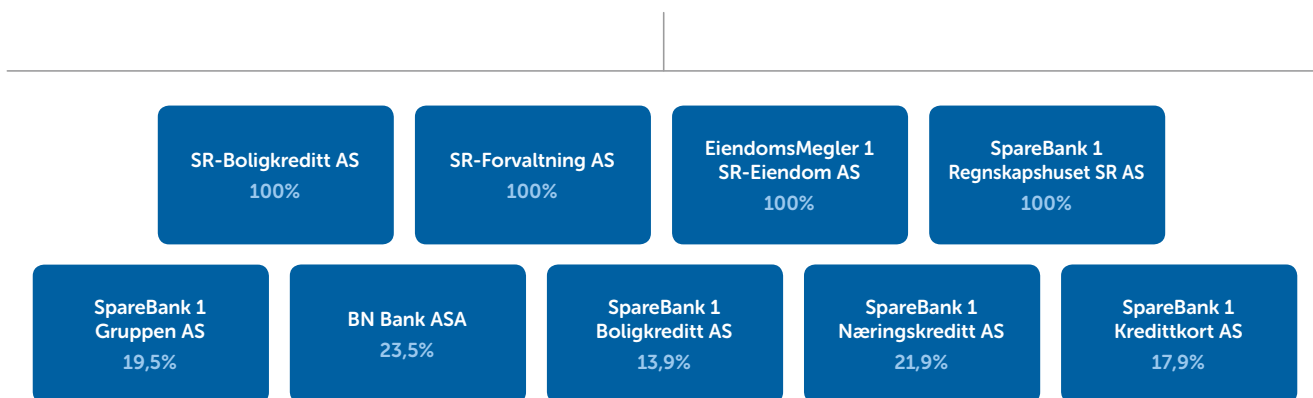 SR-Boligkreditt AS
100%
SR-Forvaltning AS
100%
EiendomsMegler 1
SR-Eiendom AS
100%
SpareBank 1
Regnskapshuset SR AS
100%
SpareBank 1
Gruppen AS
19,5%
BN Bank ASA
23,5%
SpareBank 1
Boligkreditt AS
13,9%
SpareBank 1
Næringskreditt AS
21,9%
SpareBank 1
Kredittkort AS
17,9%